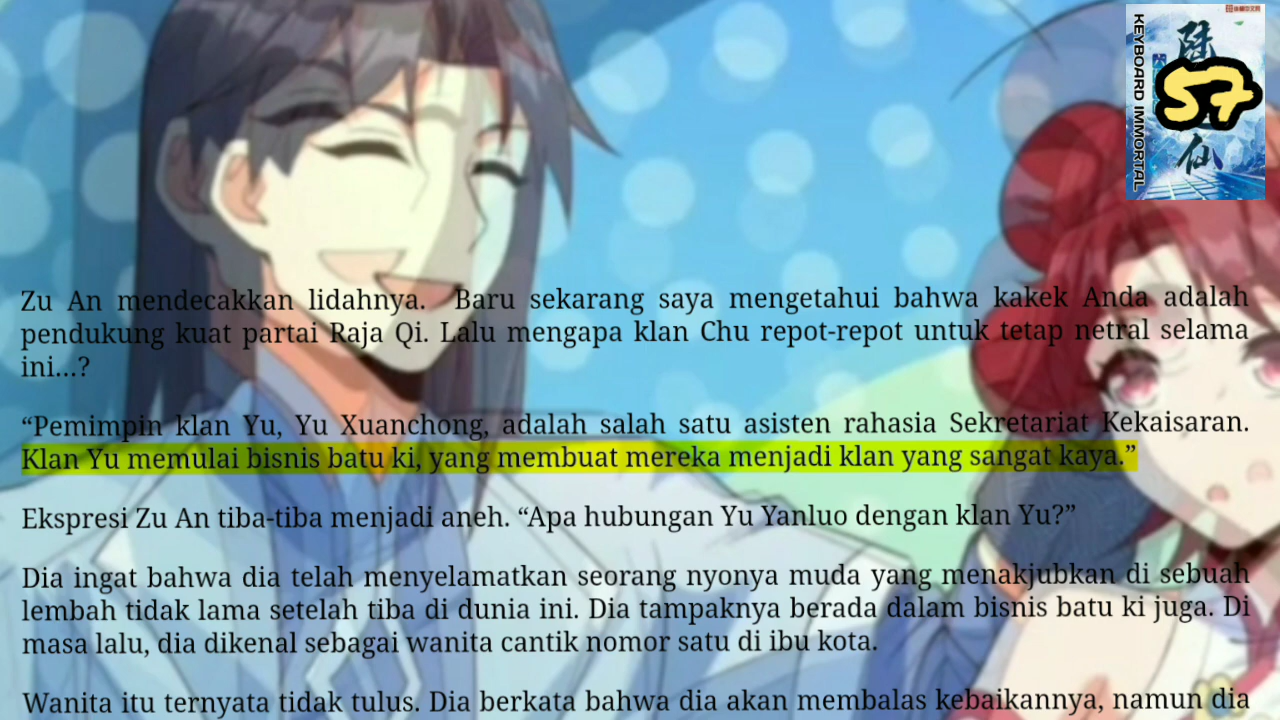 陆
57
仙
KEYBOARD IMMORTAL
Zu An mendecakkan lidahnya. Baru sekarang saya mengetahui bahwa kakek Anda adalah
pendukung kuat partai Raja Qi. Lalu mengapa klan Chu repot-repot untuk tetap netral selama
ini...?
“Pemimpin klan Yu, Yu Xuanchong, adalah salah satu asisten rahasia Sekretariat Kekaisaran.
Klan Yu memulai bisnis batu ki, yang membuat mereka menjadi klan yang sangat kaya.”
Ekspresi Zu An tiba-tiba menjadi aneh. “Apa hubungan Yu Yanluo dengan klan Yu?”
Dia ingat bahwa dia telah menyelamatkan seorang nyonya muda yang menakjubkan di sebuah
lembah tidak lama setelah tiba di dunia ini. Dia tampaknya berada dalam bisnis batu ki juga. Di
masa lalu, dia dikenal sebagai wanita cantik nomor satu di ibu kota.
Wanita itu ternyata tidak tulus. Dia berkata bahwa dia akan membalas kebaikannya, namun dia